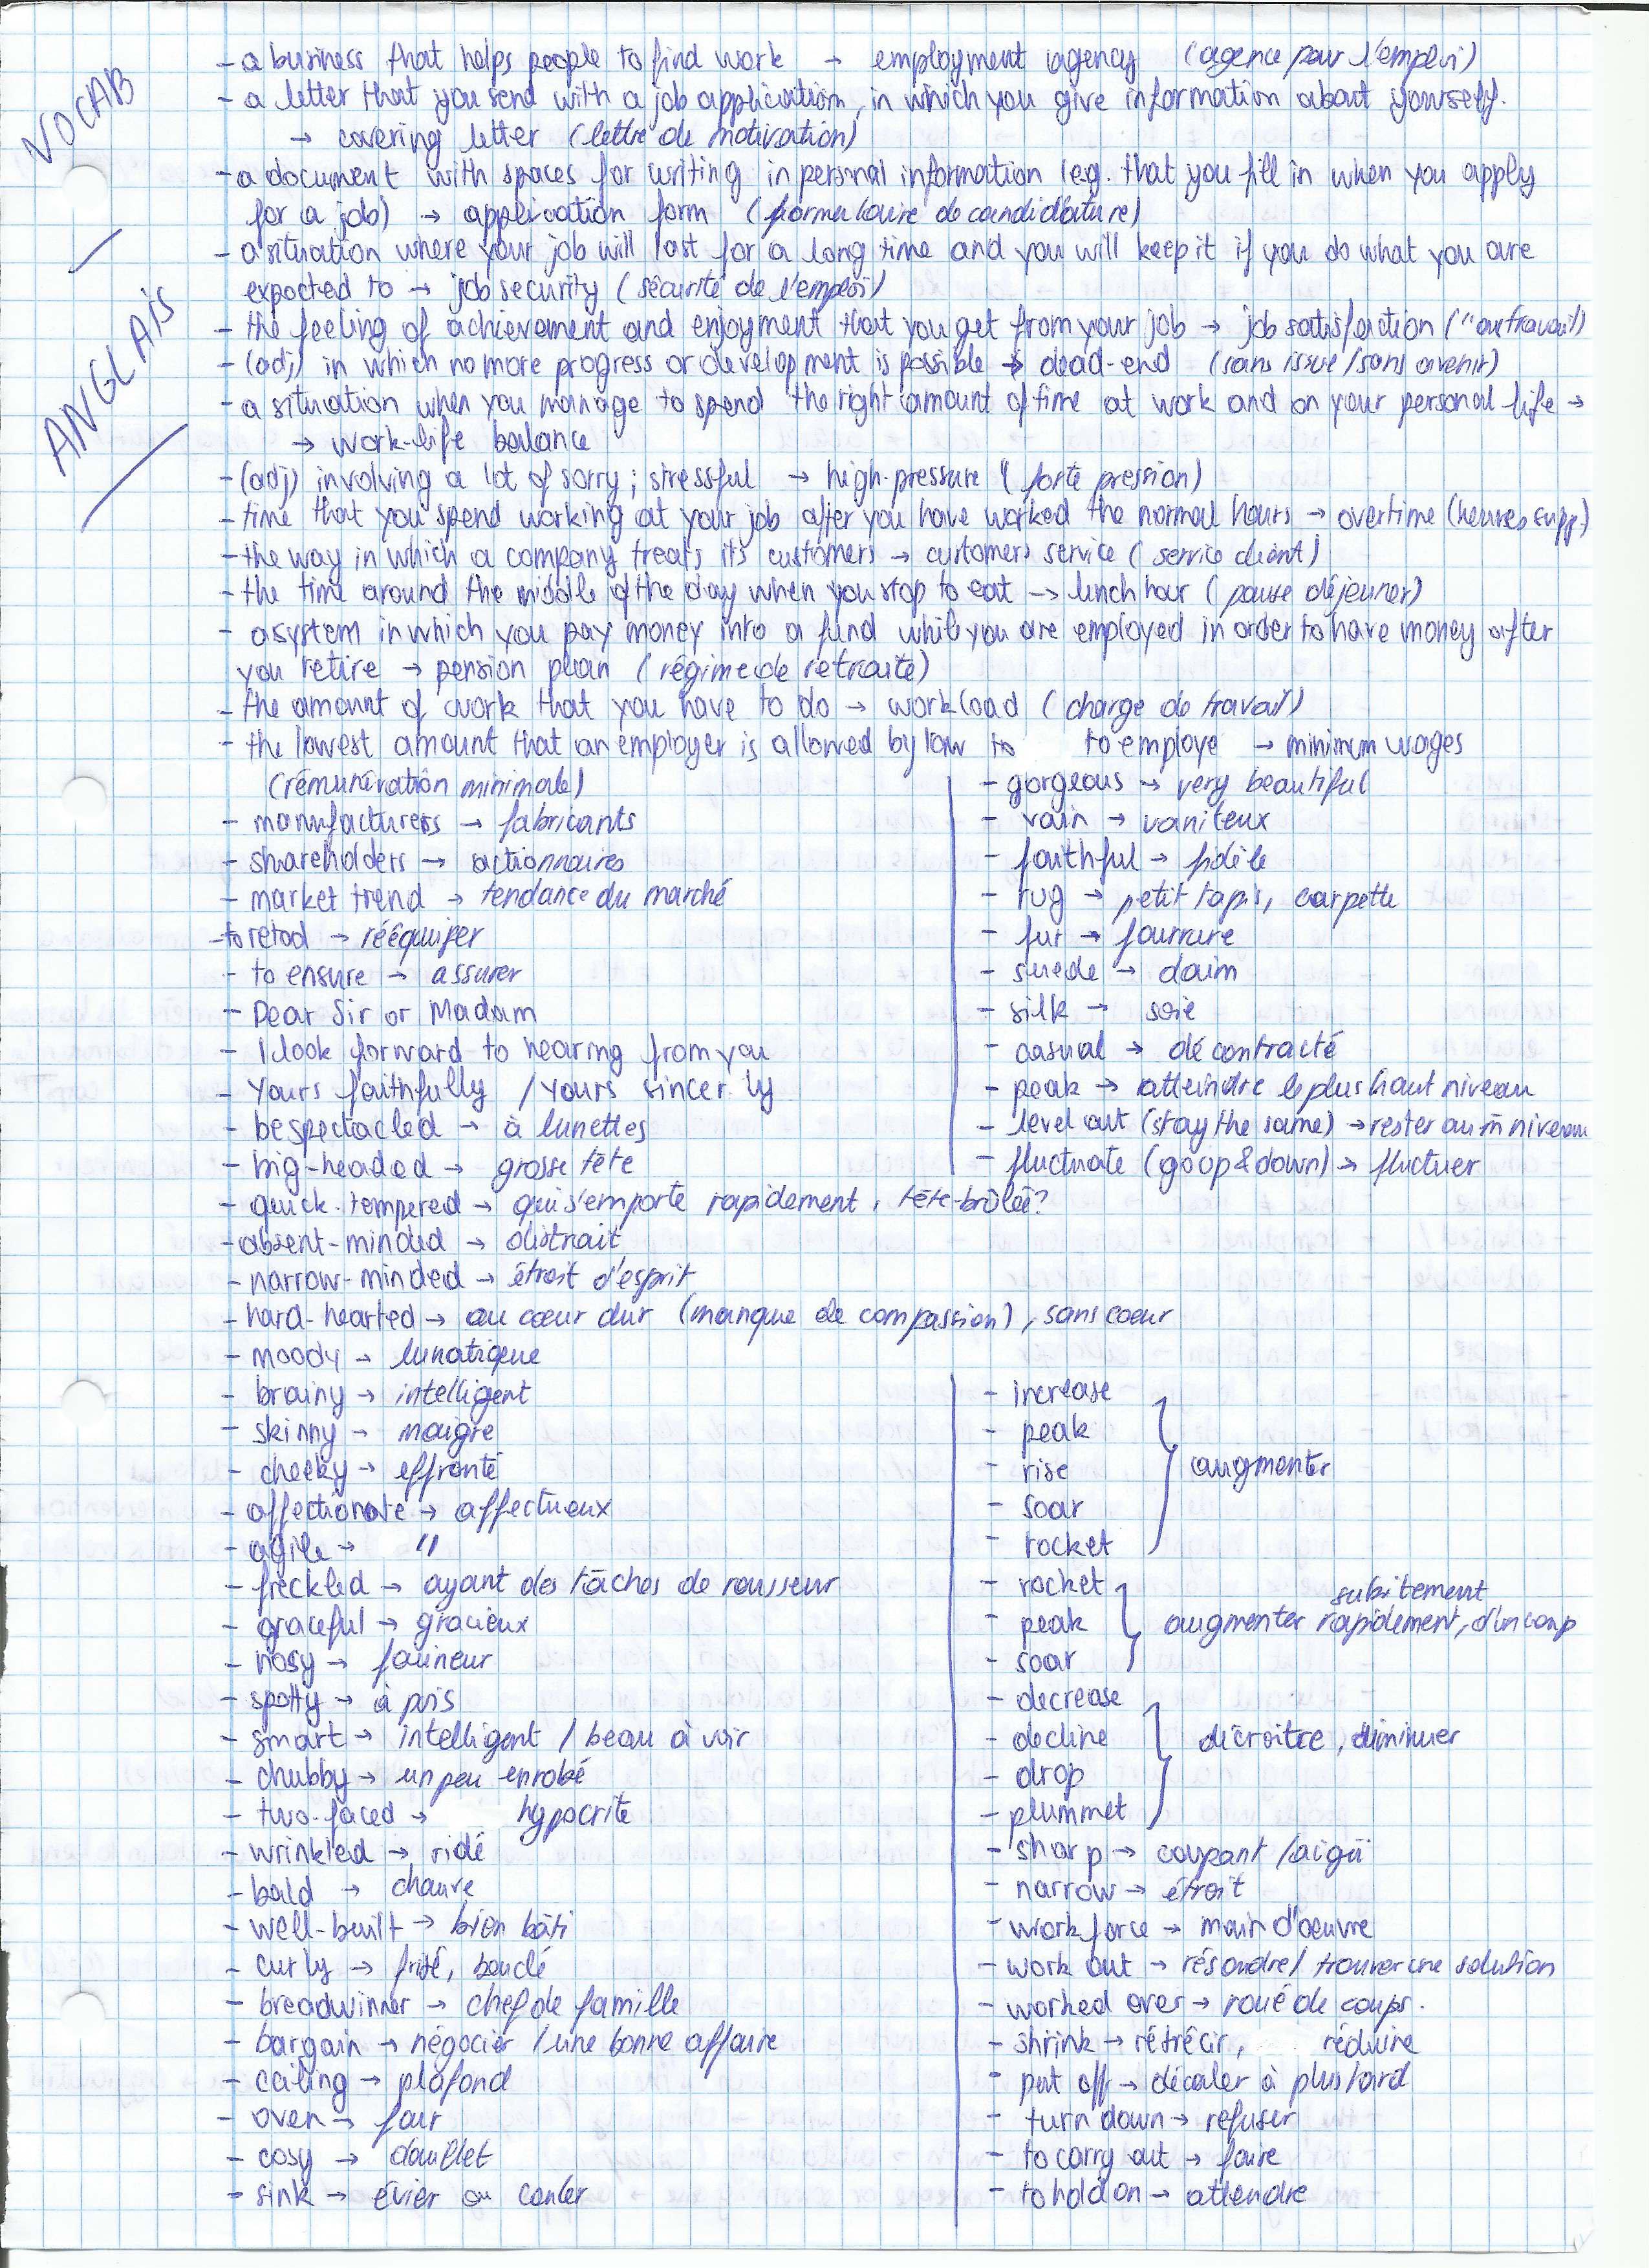 VOCAB
ANGLAIS
- a business that helps people to find work → employment agency (agence pour l'emploi)
- a letter that you send with a job application, in which you give information about yourself.
→ covering letter (lettre de motivation)
- a document with spaces for writing in personal information (e.g. that you fill in when you apply
for a job) → application form (formulaire de candidature)
- a situation where your job will last for a long time and you will keep it if you do what you are
expected to → job security (sécurité de l'emploi)
- the feeling of achievement and enjoyment that you get from your job → job satisfaction (" au travail)
- (adj) in which no more progress or development is possible → dead-end (sans issue/sans avenir)
- a situation when you manage to spend the right amount of time at work and on your personal life →
→ work-life balance
- (adj) involving a lot of sorry; stressful → high-pressure (forte pression)
- time that you spend working at your job after you have worked the normal hours → overtime (heures supp.)
- the way in which a company treats its customers → customers service (service client)
- the time around the middle of the day when you stop to eat → lunch hour (pause déjeuner)
- a system in which you pay money into a fund while you are employed in order to have money after
you retire → pension plan (régime de retraite)
- the amount of work that you have to do → workload (charge de travail)
- the lowest amount that an employer is allowed by law to to employe → minimum wages
(rémunération minimale)
- manufacturers → fabricants
- shareholders → actionnaires
- market trend → tendance du marché
- to retool → rééquiper
- to ensure → assurer
- Dear Sir or Madam
- I look forward to hearing from you
- Yours faithfully / Yours sincerly
- bespectacled → à lunettes
- big-headed → grosse tête
- gorgeous → very beautiful
- vain → vaniteux
- faithful → fidèle
- rug → petit tapis, carpette
- fur → fourrure
- suede → daim
- silk → soie
- casual → décontracté
- peak → atteindre le plus haut niveau
- level out (stay the same) → rester au m̄ niveau
- fluctuate (go up & down) → fluctuer
- quick-tempered → qui s'emporte rapidement, tête-brûlée?
- absent-minded → distrait
- narrow-minded → étroit d'esprit
- hard-hearted → au cœur dur (manque de compassion), sans coeur
- moody → lunatique
- brainy → intelligent
- skinny → maigre
- cheeky → effronté
- affectionate → affectueux
- agile → "
- freckled → ayant des tâches de rousseur
- graceful → gracieux
- nosy → fouineur
- spotty → à pois
- smart → intelligent / beau à voir
- chubby → un peu enrobé
- two-faced → hypocrite
- wrinkled → ridé
- bald → chauve
- well-built → bien bâti
- curly → frisé, bouclé
- breadwinner → chef de famille
- bargain → négocier / une bonne affaire
- ceiling → plafond
- oven → four
- cosy → douillet
- sink → évier ou couler
- increase
- peak
- rise
- soar
- rocket
augmenter
- rocket
- peak
- soar
subitement
augmenter rapidement, d'un coup
- decrease
- decline
- drop
- plummet
décroitre, diminuer
- sharp → coupant / aigü
- narrow → étroit
- work force → main d'oeuvre
- work out → résoudre/ trouver une solution
- worked over → roué de coups.
- shrink → rétrécir, réduire
- put off → décaler à plus tard
- turn down → refuser
- to carry out → faire
- to hold on → attendre